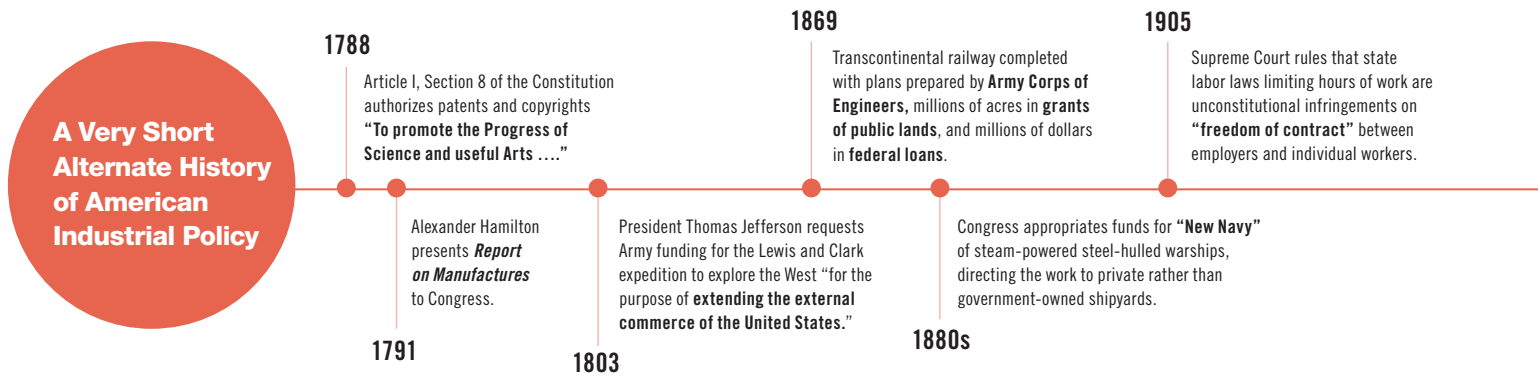 A Very Short
Alternate History
of American
Industrial Policy
1788
Article I, Section 8 of the Constitution
authorizes patents and copyrights
“To promote the Progress of
Science and useful Arts ….”
Alexander Hamilton
presents Report
on Manufactures
to Congress.
1791
President Thomas Jefferson requests
Army funding for the Lewis and Clark
expedition to explore the West “for the
purpose of extending the external
commerce of the United States.”
1803
1869
Transcontinental railway completed
with plans prepared by Army Corps of
Engineers, millions of acres in grants
of public lands, and millions of dollars
in federal loans.
Congress appropriates funds for “New Navy”
of steam-powered steel-hulled warships,
directing the work to private rather than
government-owned shipyards.
1880s
1905
Supreme Court rules that state
labor laws limiting hours of work are
unconstitutional infringements on
“freedom of contract” between
employers and individual workers.